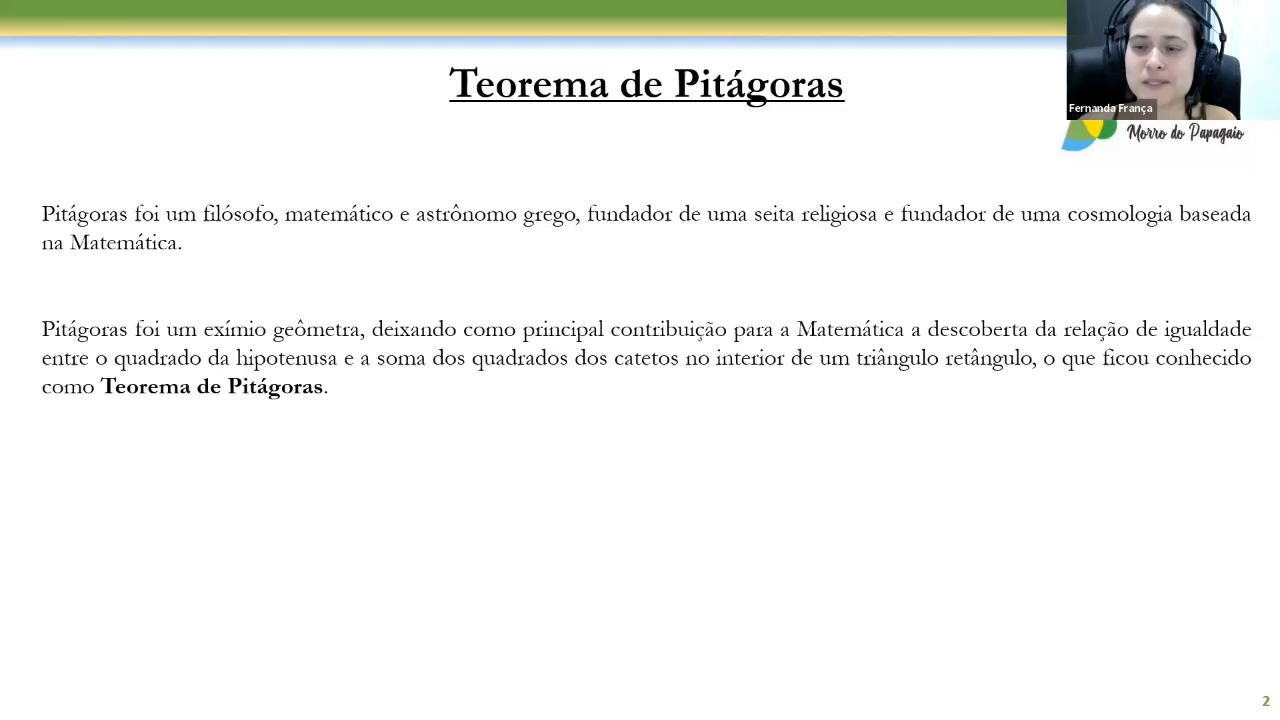 Teorema de Pitágoras
Fernanda França
Morro do Papagaio
Pitágoras foi um filósofo, matemático e astrônomo grego, fundador de uma seita religiosa e fundador de uma cosmologia baseada
na Matemática.
Pitágoras foi um exímio geômetra, deixando como principal contribuição para a Matemática a descoberta da relação de igualdade
entre o quadrado da hipotenusa e a soma dos quadrados dos catetos no interior de um triângulo retângulo, o que ficou conhecido
como Teorema de Pitágoras.
2